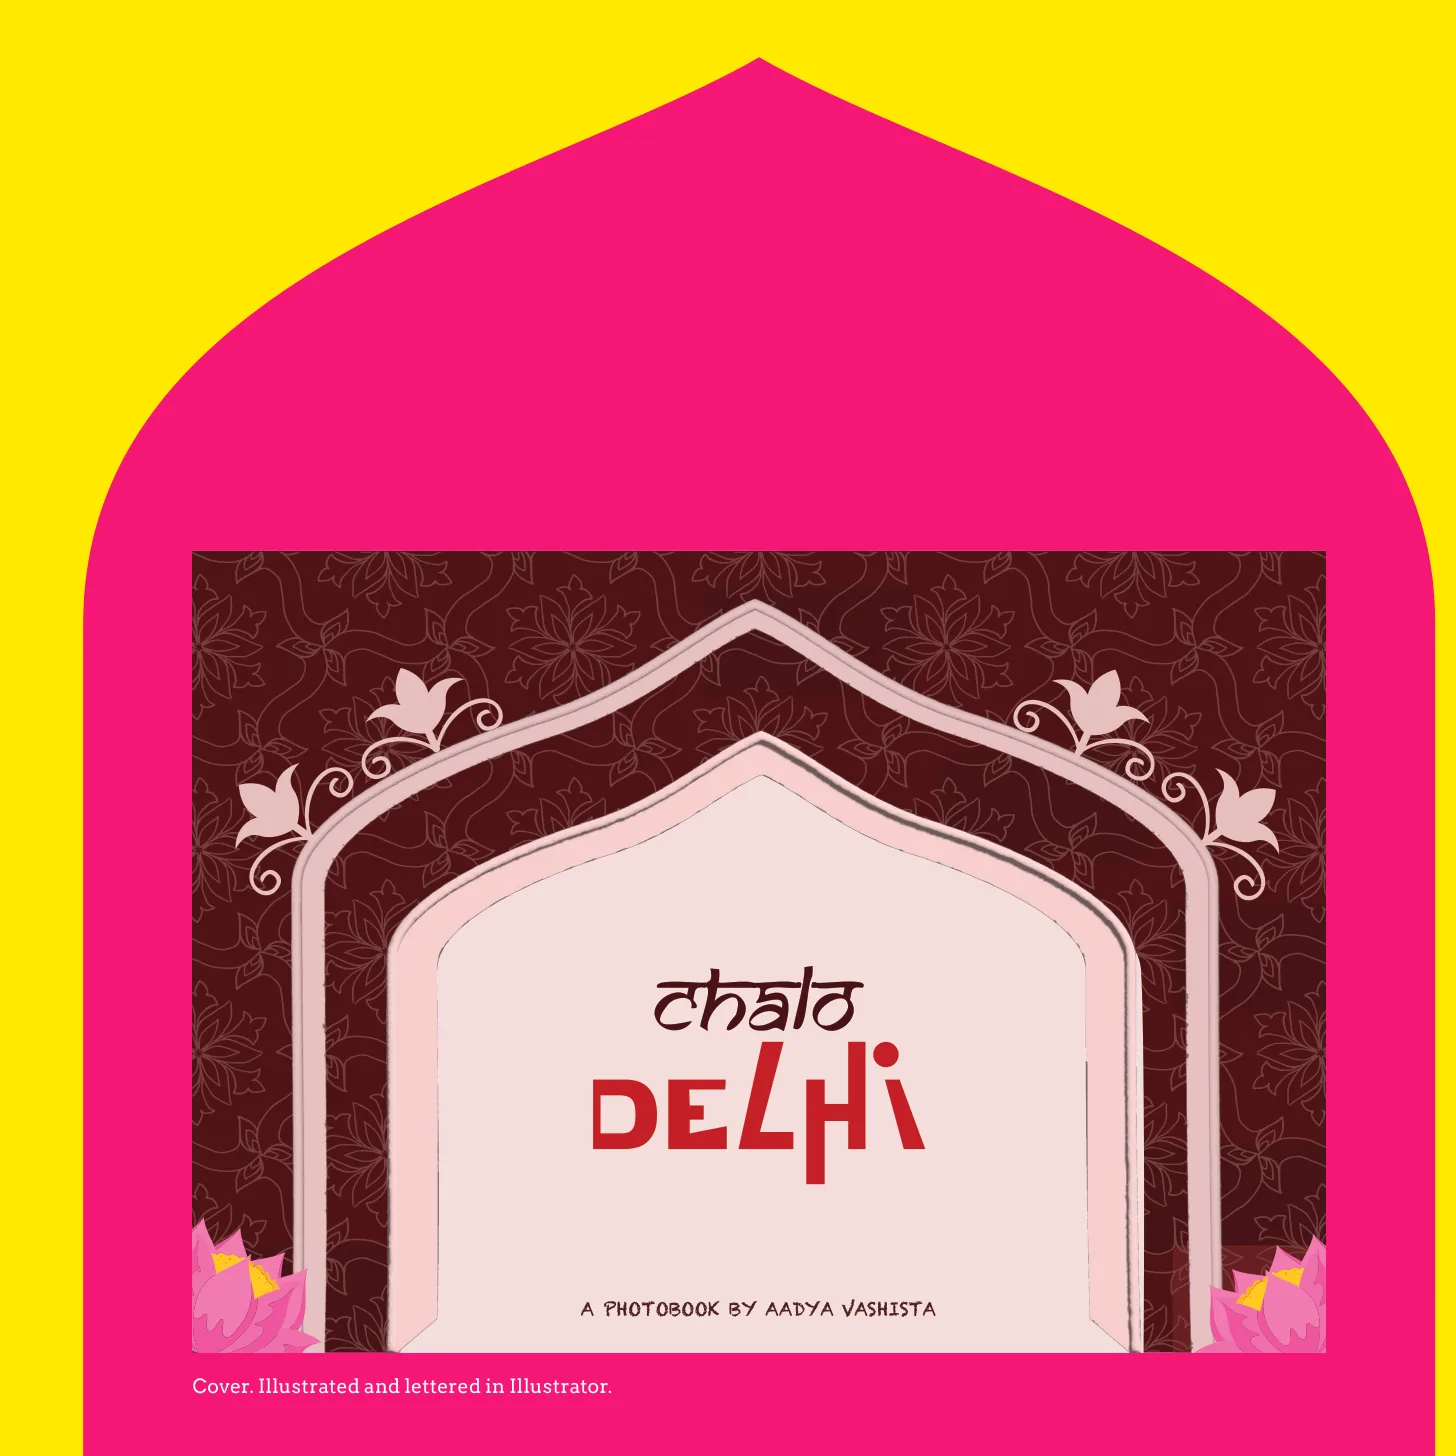 chalo
DELHi
A PHOTOBOOK BY AADYA VASHISTA
Cover. Illustrated and lettered in Illustrator.